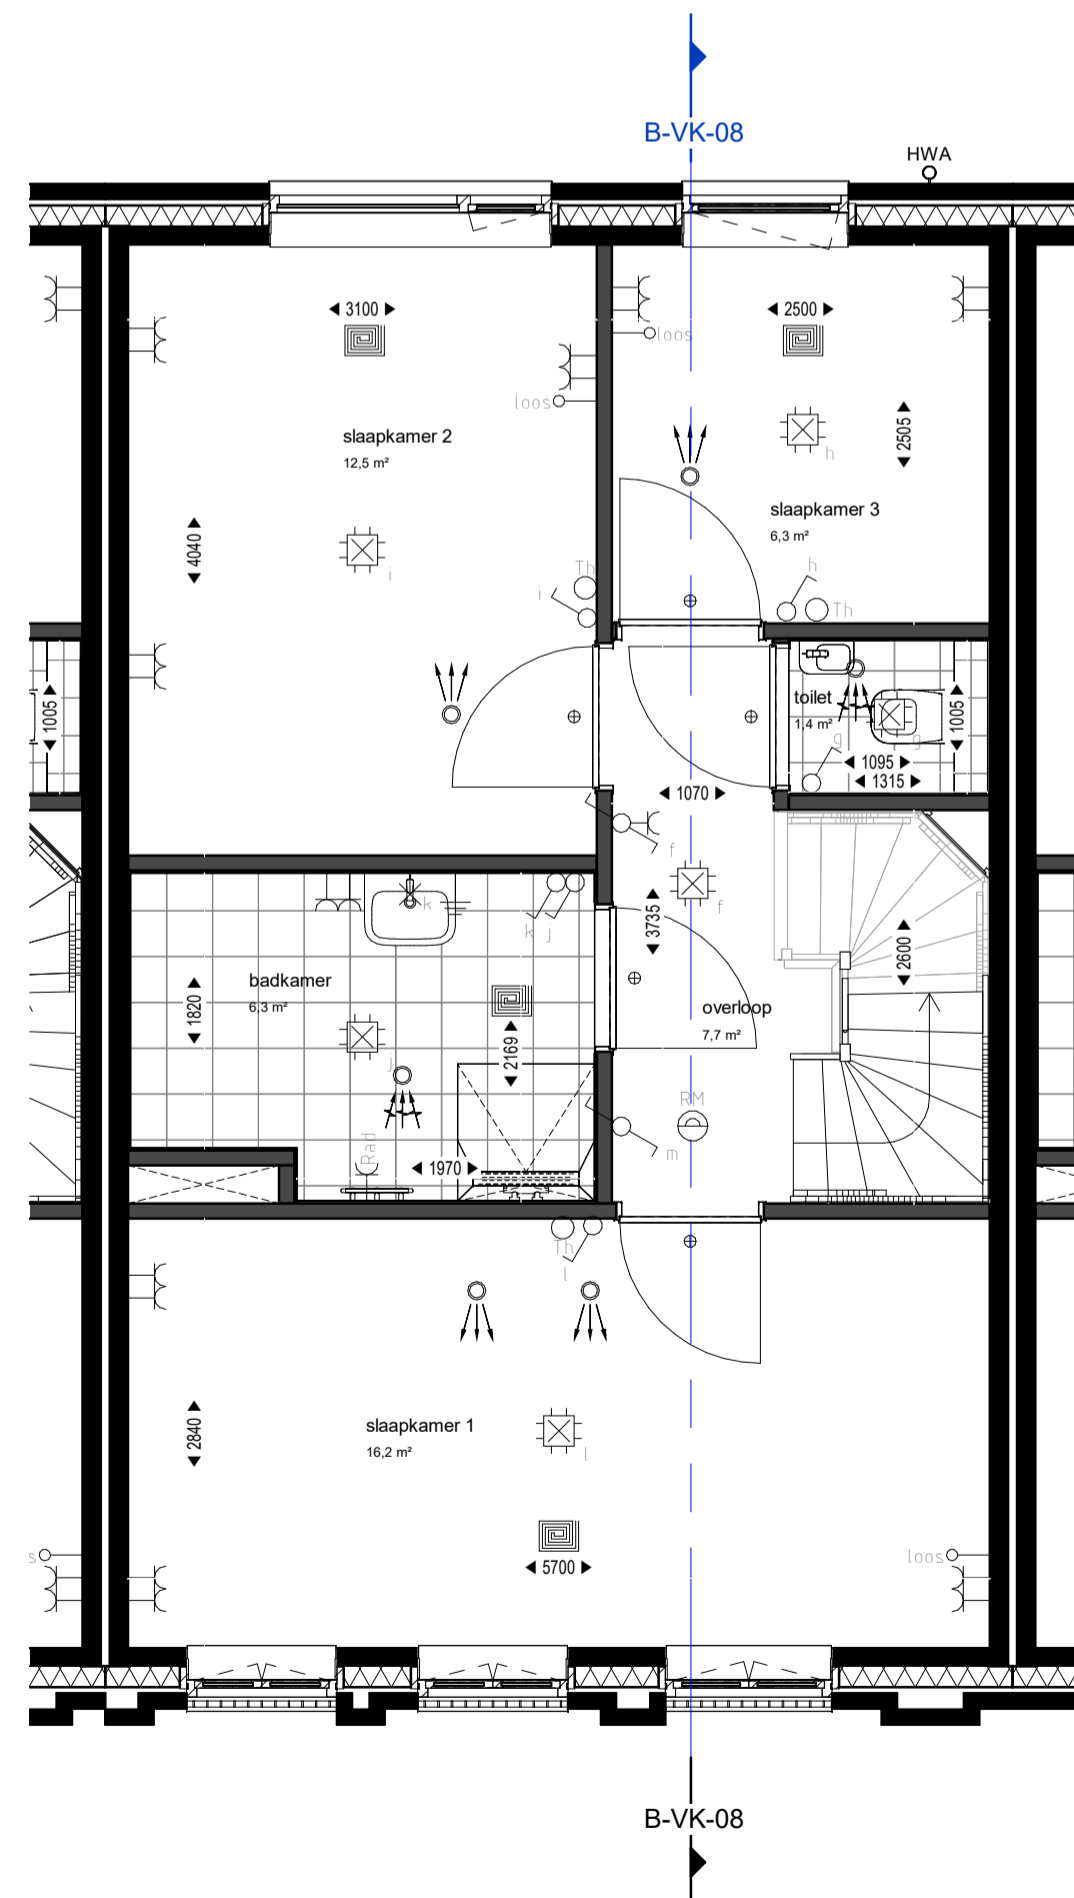 B-VK-08
HWA
3100
2500
loos
loos
2505
slaapkamer 2
12,5 m²
h
slaapkamer 3
6,3 m²
4040
i
Th
i
h
Th
1005
toilet
1,4 m²
1005
g
g
1095
1315
1070
f
f
k
k j
3735
2600
badkamer
6,3 m²
1820
overloop
7,7 m²
2169
j
RM
Rad
1970
m
Th
l
2840
slaapkamer 1
16,2 m²
l
s
loos
5700
B-VK-08